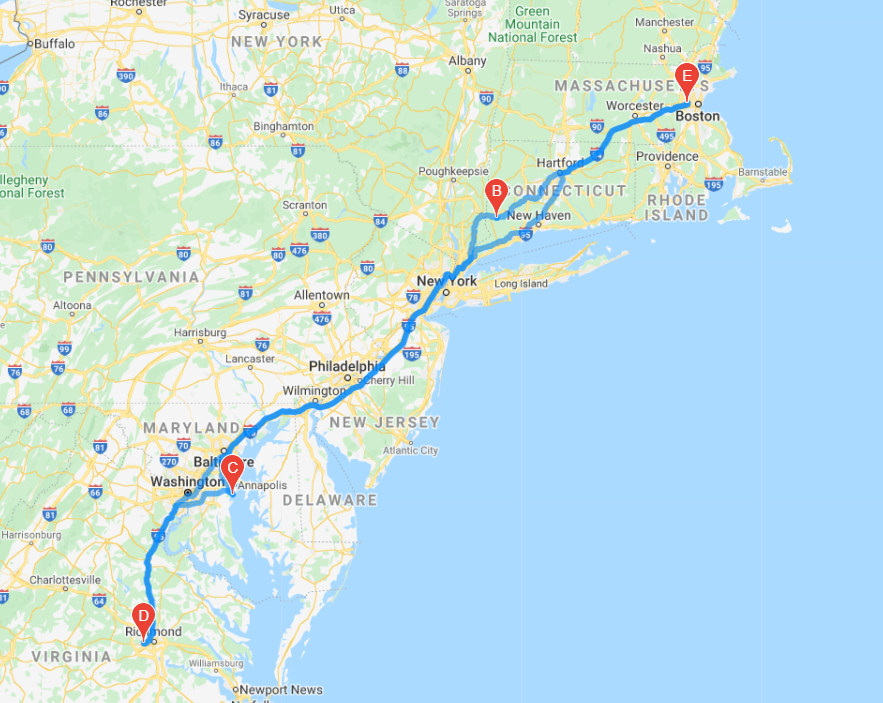 Rochester
Syracuse
Utica
Saratoga
Springs
Green
Mountain
National Forest
Manchester
Nashua
Buffalo
NEW YORK
Albany
95
390
88
E
MASSACHUSE
S
Ithaca
81
90
Worcester
Boston
86
90
495
Binghamton
86
81
Hartford
Providence
llegheny
onal Forest
Poughkeepsie
Barnstable
B
ONNECTICUT
195
Scranton
84
New Haven
RHODE
ISLAND
380
95
80
80
80
476
80
PENNSYLVANIA
New York
Long Island
Allentown
81
78
Altoona
476
95
Harrisburg
99
76
Lancaster
195
76
76
Philadelphia
Cherry Hill
Wilmington
68
68
NEW JERSEY
MARYLAND
81
70
Atlantic City
270
Baltimore
C
Washington
Annapolis
66
DELAWARE
81
Harrisonburg
95
Charlottesville
64
D
Richmond
VIRGINIA
Williamsburg
Newport News